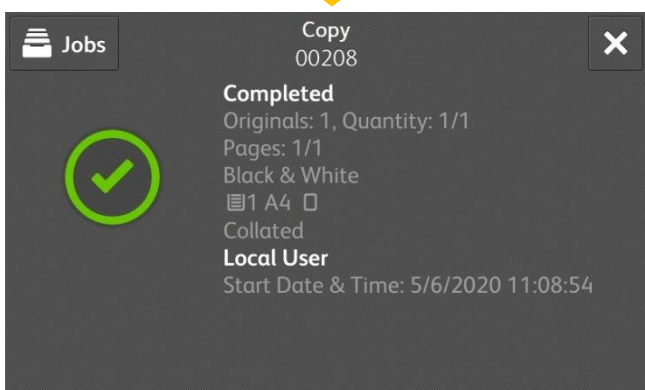 Jobs
Copy
00208
Completed
Originals: 1, Quantity: 1/1
Pages: 1/1
Black & White
1 A4
Collated
Local User
Start Date & Time: 5/6/2020 11:08:54